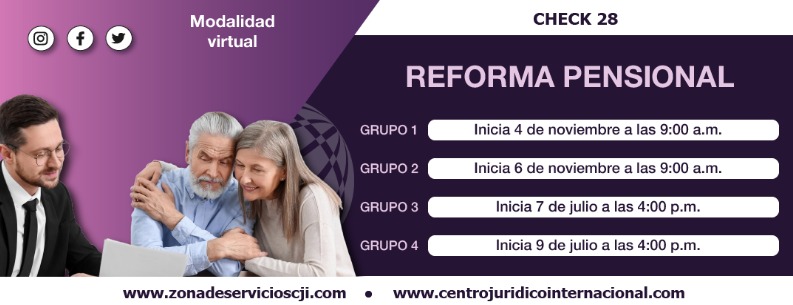 Modalidad
virtual
CHECK 28
REFORMA PENSIONAL
GRUPO 1 Inicia 4 de noviembre a las 9:00 a.m.
GRUPO 2 Inicia 6 de noviembre a las 9:00 a.m.
GRUPO 3 Inicia 7 de julio a las 4:00 p.m.
GRUPO 4 Inicia 9 de julio a las 4:00 p.m.
www.zonadeservicioscji.com • www.centrojuridicointernacional.com